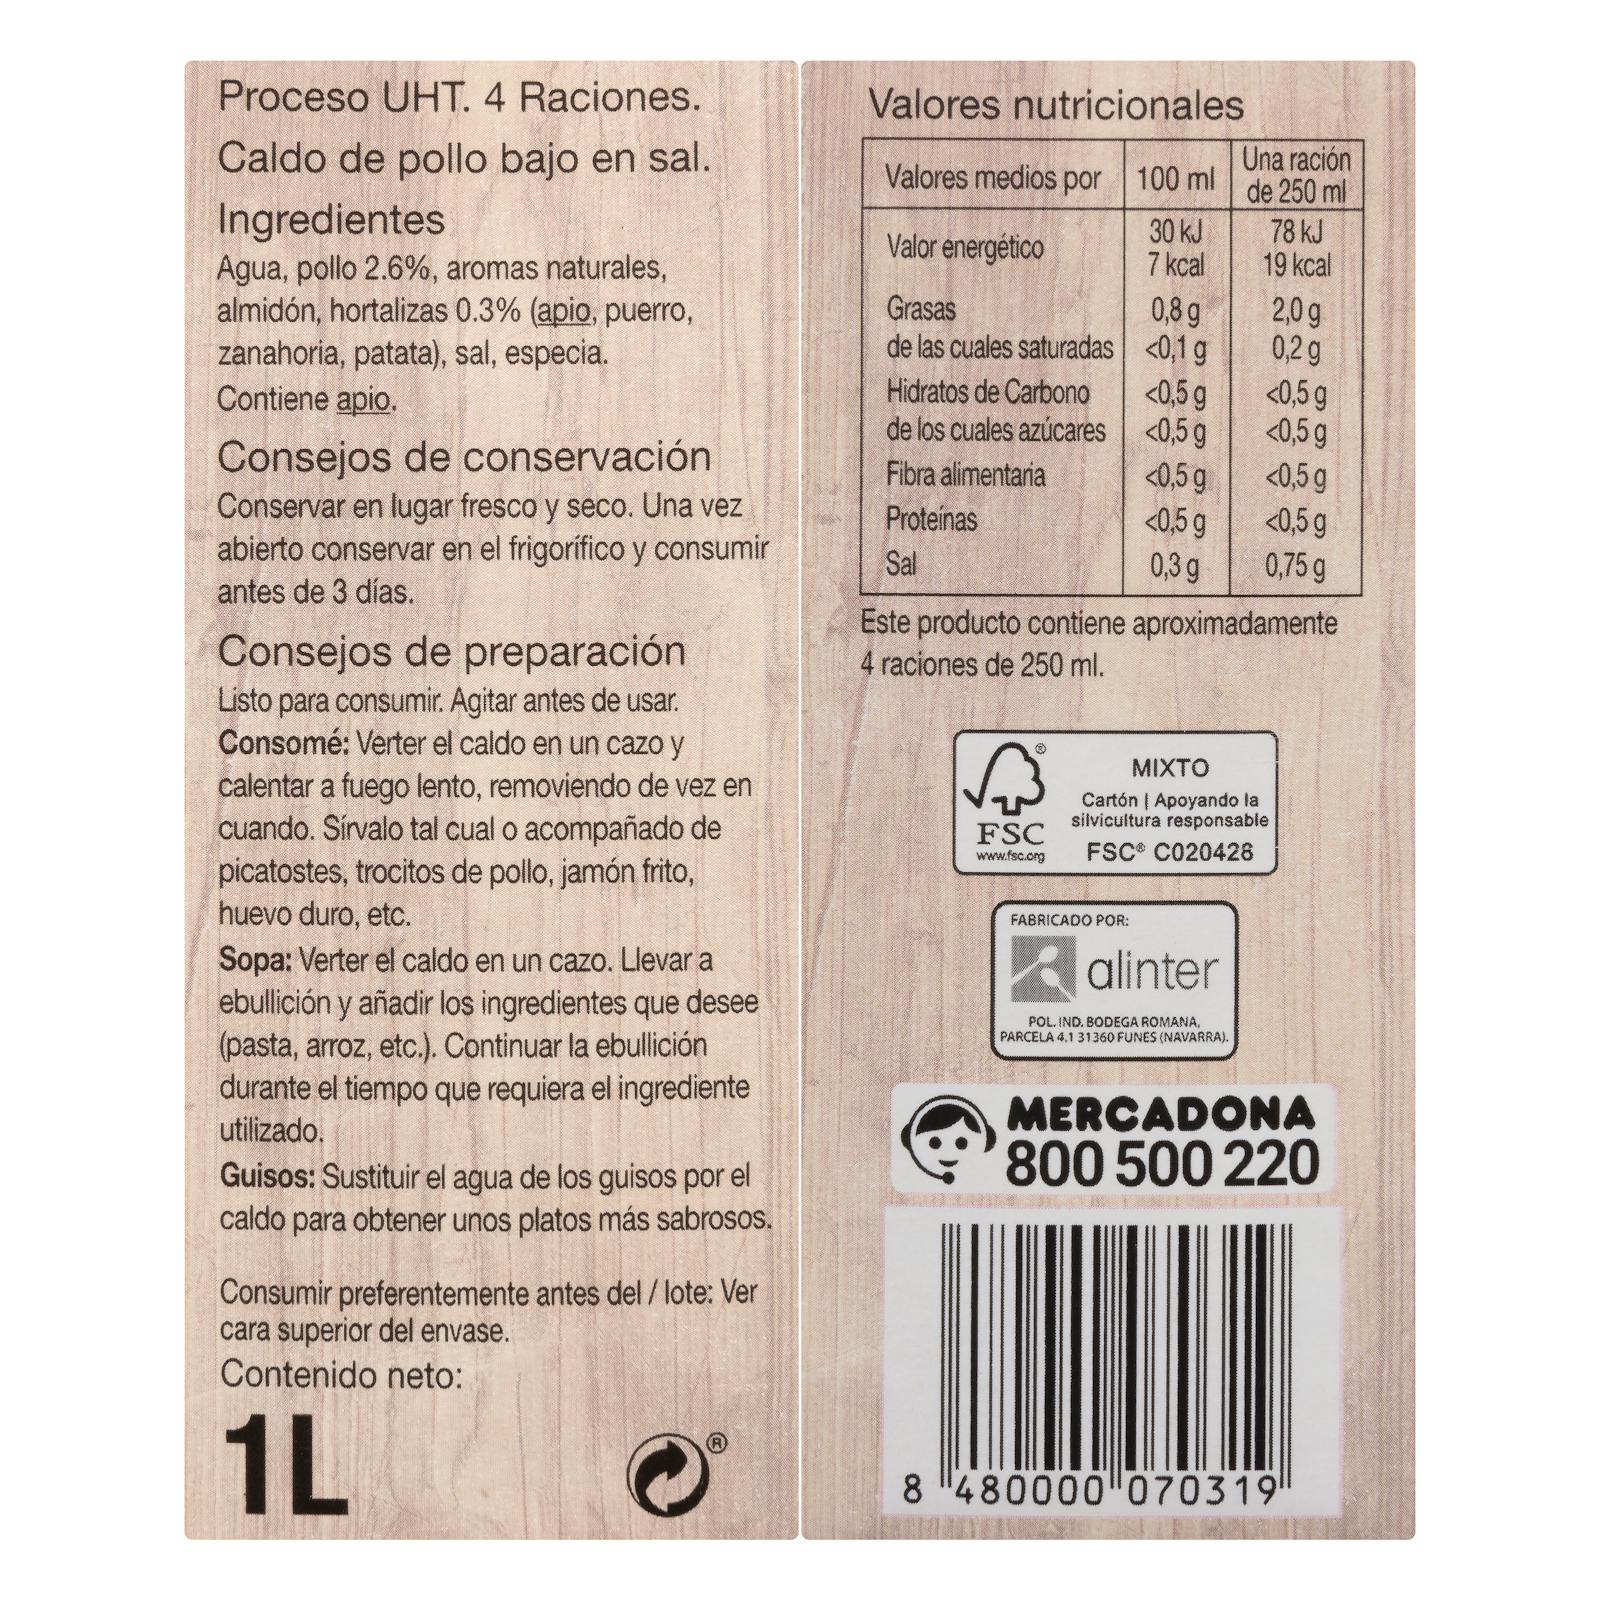 Proceso UHT. 4 Raciones.
Caldo de pollo bajo en sal.
Ingredientes
Agua, pollo 2.6%, aromas naturales,
almidón, hortalizas 0.3% (apio, puerro,
zanahoria, patata), sal, especia.
Contiene apio.
Consejos de conservación
Conservar en lugar fresco y seco. Una vez
abierto conservar en el frigorífico y consumir
antes de 3 días.
Consejos de preparación
Listo para consumir. Agitar antes de usar.
Consomé: Verter el caldo en un cazo y
calentar a fuego lento, removiendo de vez en
cuando. Sírvalo tal cual o acompañado de
picatostes, trocitos de pollo, jamón frito,
huevo duro, etc.
Sopa: Verter el caldo en un cazo. Llevar a
ebullición y añadir los ingredientes que desee
(pasta, arroz, etc.). Continuar la ebullición
durante el tiempo que requiera el ingrediente
utilizado.
Guisos: Sustituir el agua de los guisos por el
caldo para obtener unos platos más sabrosos.
Consumir preferentemente antes del / lote: Ver
cara superior del envase.
Contenido neto:
1L
®
Valores nutricionales
Valores medios por 100 ml Una ración
de 250 ml
Valor energético 30 kJ 78 kJ
7 kcal 19 kcal
Grasas 0,8 g 2,0 g
de las cuales saturadas <0,1 g 0,2 g
Hidratos de Carbono <0,5 g <0,5 g
de los cuales azúcares <0,5 g <0,5 g
Fibra alimentaria <0,5 g <0,5 g
Proteínas <0,5 g <0,5 g
Sal 0,3 g 0,75 g
Este producto contiene aproximadamente
4 raciones de 250 ml.
®
FSC
www.fsc.org
MIXTO
Cartón | Apoyando la
silvicultura responsable
FSC® C020428
FABRICADO POR:
alinter
POL. IND. BODEGA ROMANA,
PARCELA 4.1 31360 FUNES (NAVARRA).
MERCADONA
800 500 220
8 480000 070319